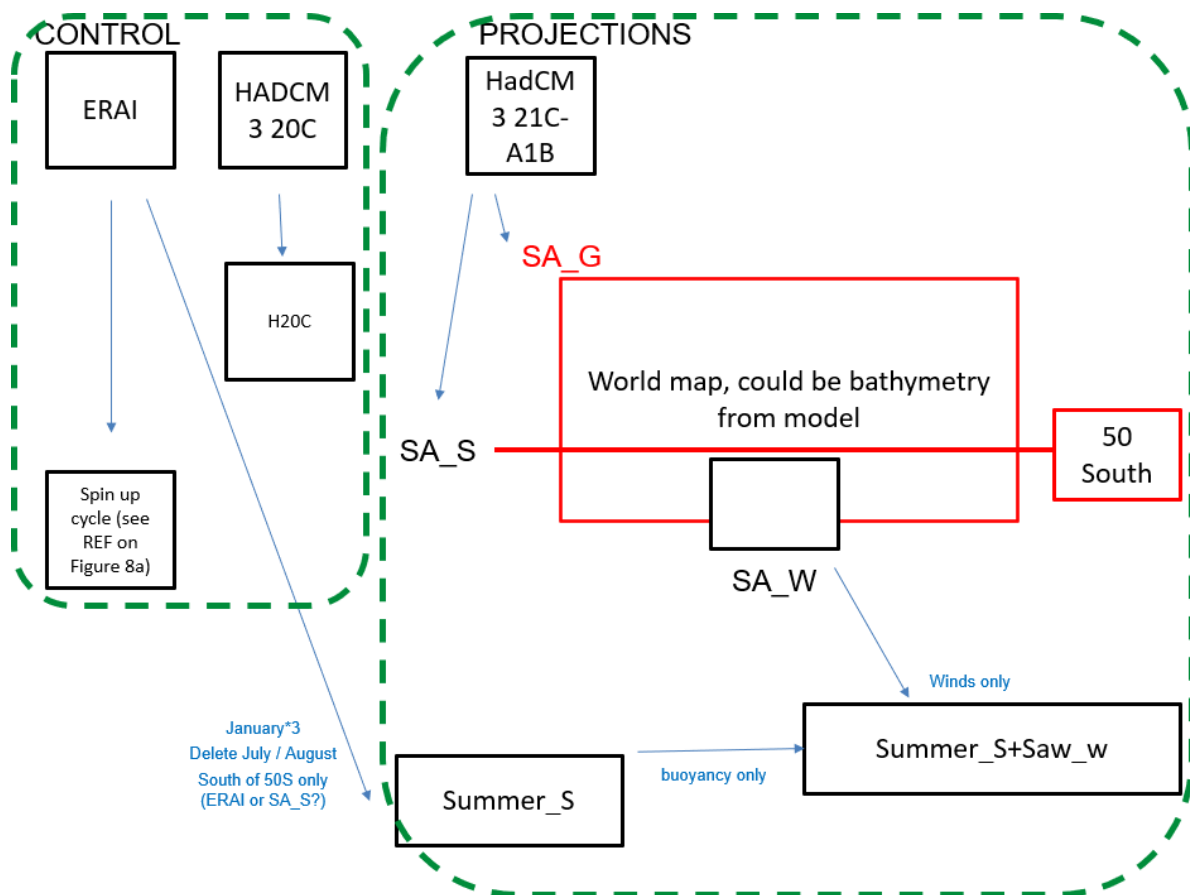 CONTROL
ERAI
HADCM
3 20C
H20C
Spin up
cycle (see
REF on
Figure 8a)
PROJECTIONS
HadCM
3 21C-
A1B
SA_G
World map, could be bathymetry
from model
SA_S
50
South
SA_W
Winds only
January*3
Delete July / August
South of 50S only
(ERAI or SA_S?)
Summer_S
buoyancy only
Summer_S+Saw_w